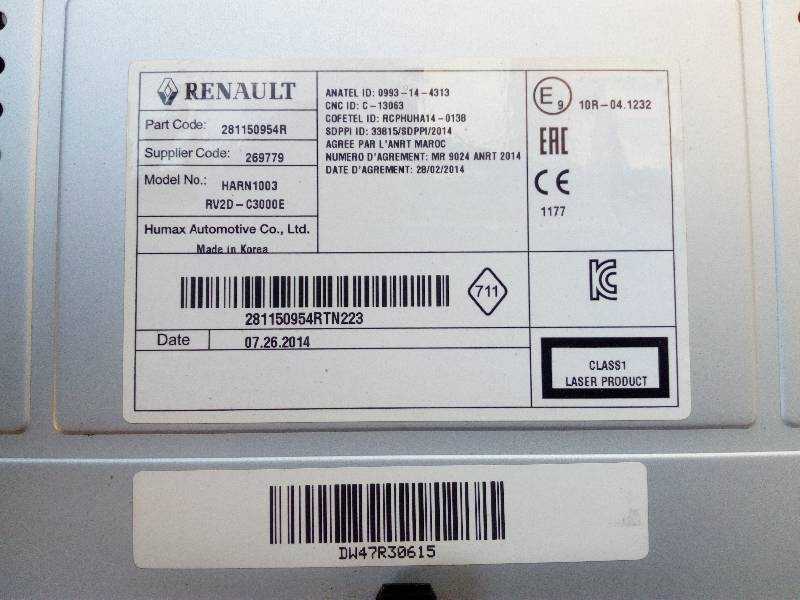 RENAULT
Part Code: 281150954R
Supplier Code: 269779
Model No.: HARN1003
RV2D-C3000E
Humax Automotive Co., Ltd.
Made in Korea
ANATEL ID: 0993-14-4313
CNC ID: C-13063
COFETEL ID: RCPHUHA14-0138
SDPPI ID: 33815/SDPPI/2014
AGREE PAR L'ANRT MAROC
NUMERO D'AGREMENT: MR 9024 ANRT 2014
DATE D'AGREMENT: 28/02/2014
E9 10R-04.1232
EAC
CE
1177
281150954RTN223
711
KC
Date 07.26.2014
CLASS1
LASER PRODUCT
DW47R30615